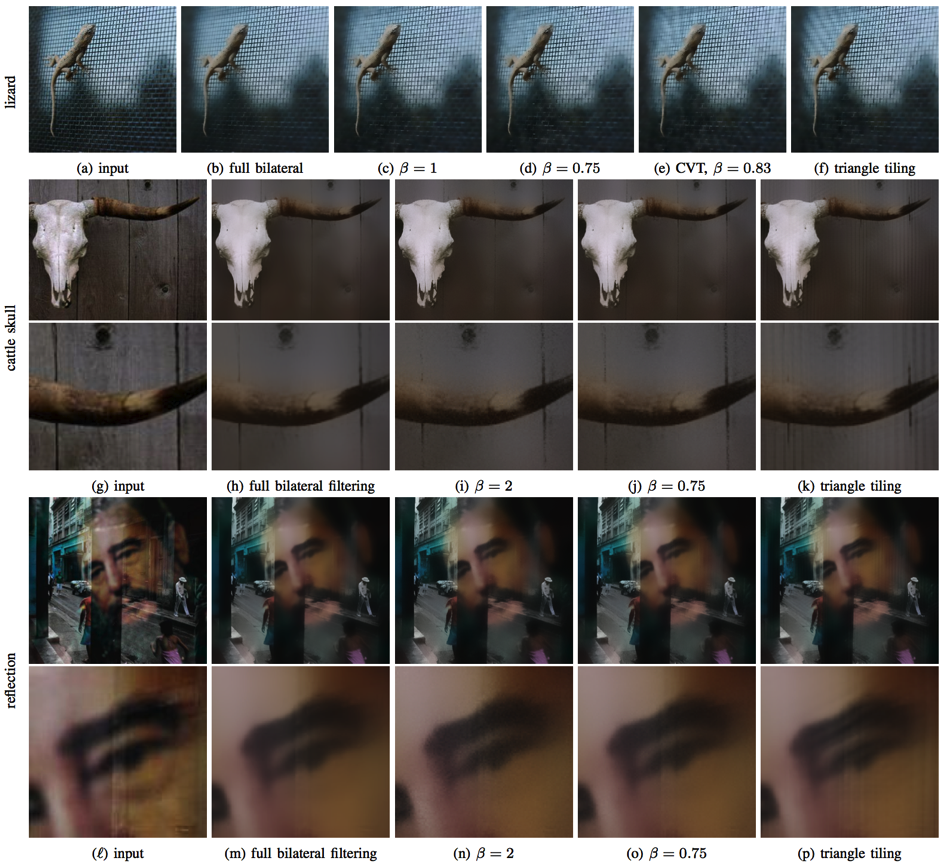 lizard
(a) input (b) full bilateral (c) β = 1 (d) β = 0.75 (e) CVT, β = 0.83 (f) triangle tiling
cattle skull
(g) input (h) full bilateral filtering (i) β = 2 (j) β = 0.75 (k) triangle tiling
reflection
(ℓ) input (m) full bilateral filtering (n) β = 2 (o) β = 0.75 (p) triangle tiling